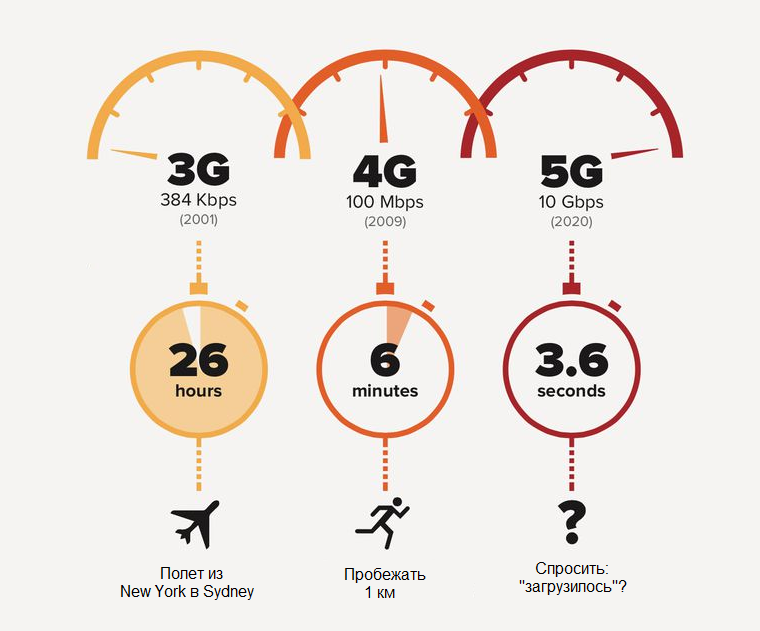 3G
384 Kbps
(2001)
4G
100 Mbps
(2009)
5G
10 Gbps
(2020)
26
hours
6
minutes
3.6
seconds
Полет из
New York в Sydney
Пробежать
1 км
?
Спросить:
"загрузилось"?